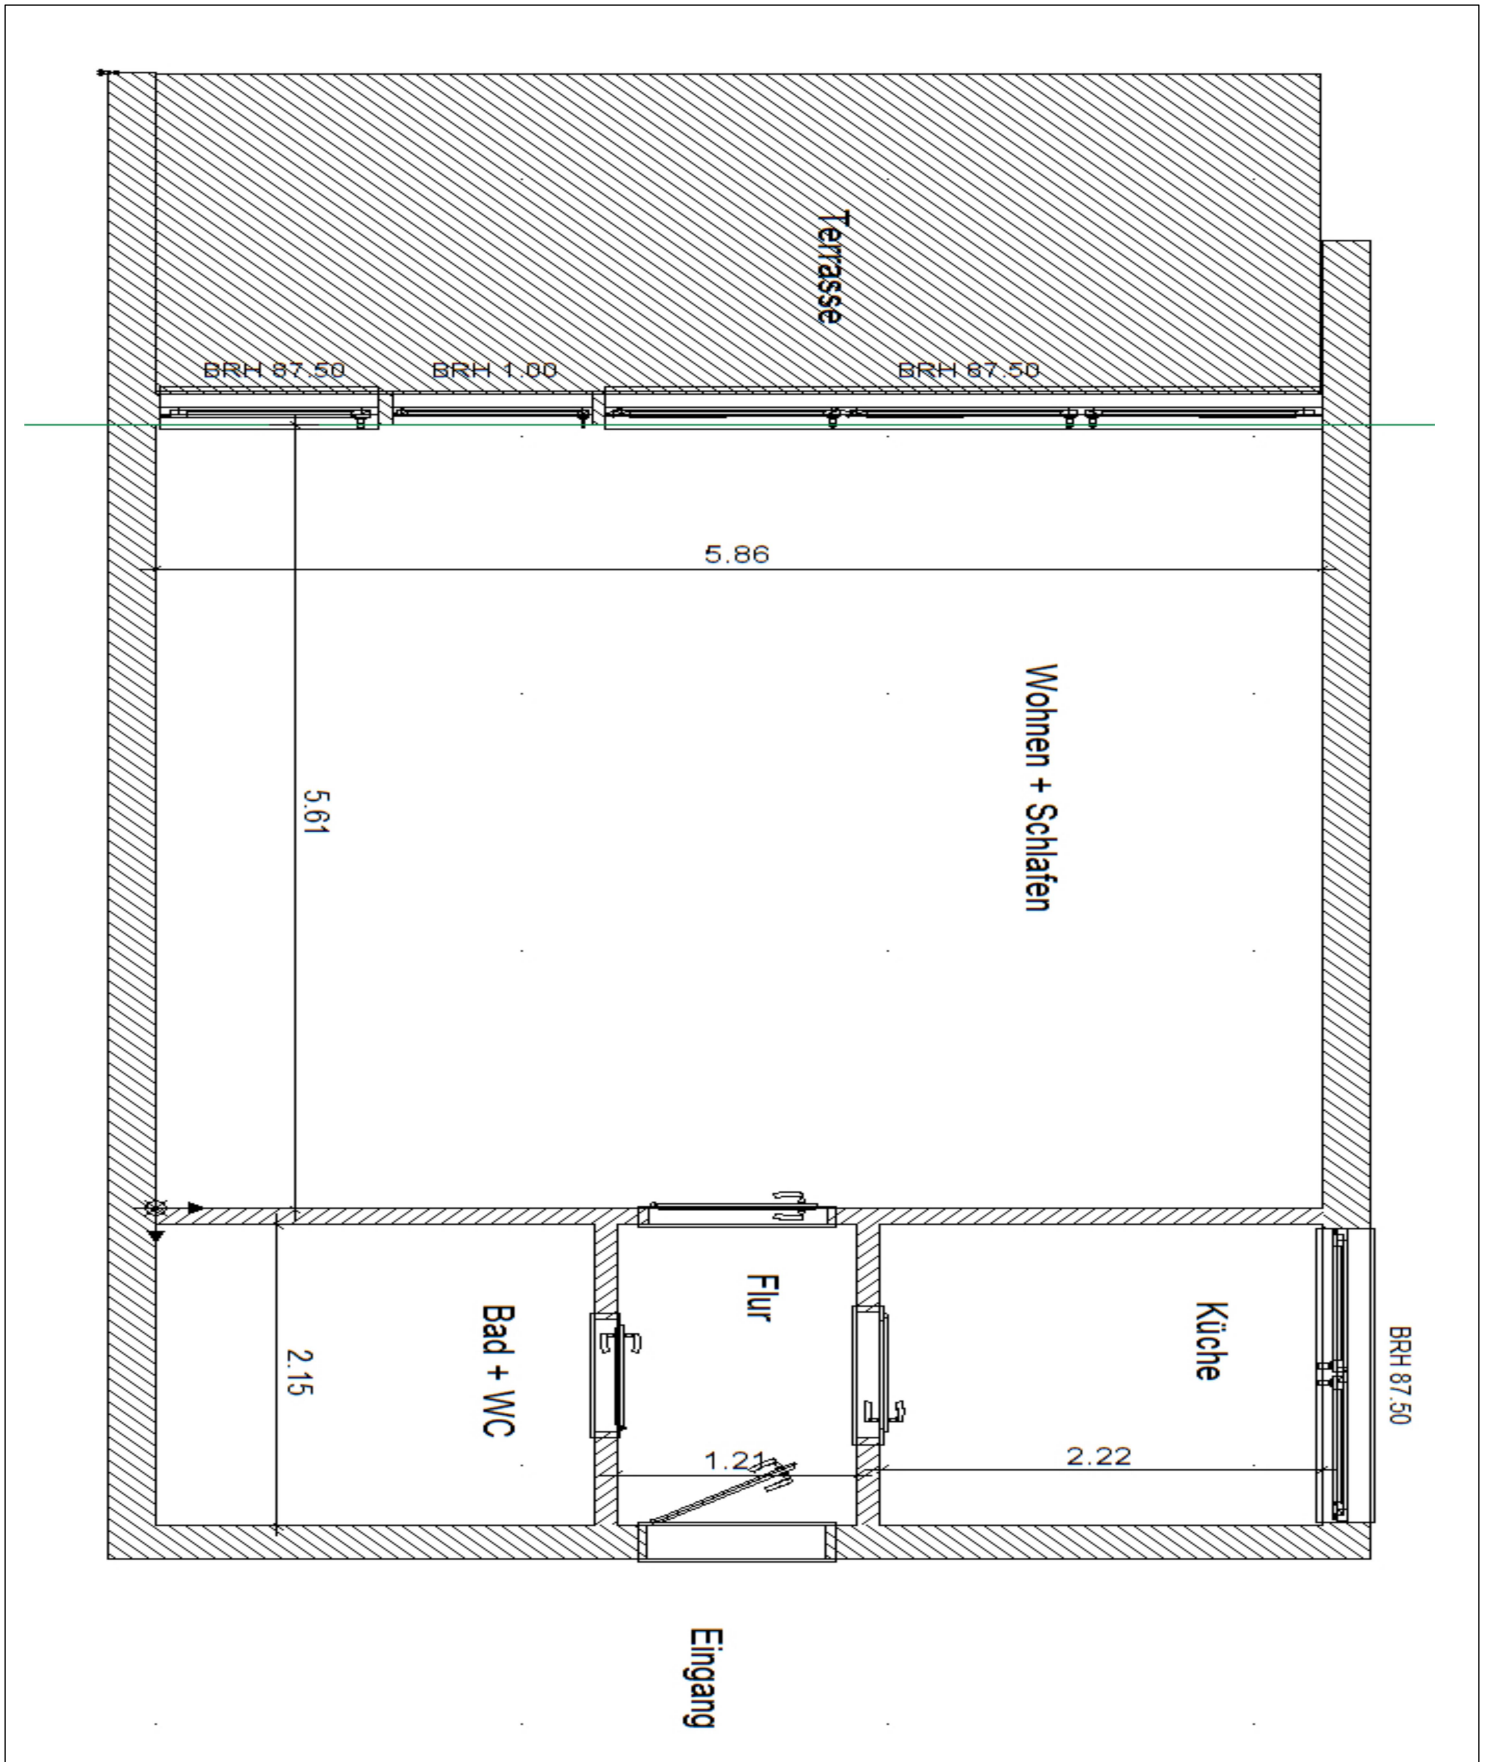 Terrasse
BRH 87.50
BRH 1.00
BRH 87.50
5.86
Wohnen + Schlafen
5.61
Flur
Bad + WC
Küche
2.15
BRH 87.50
1.21
2.22
Eingang